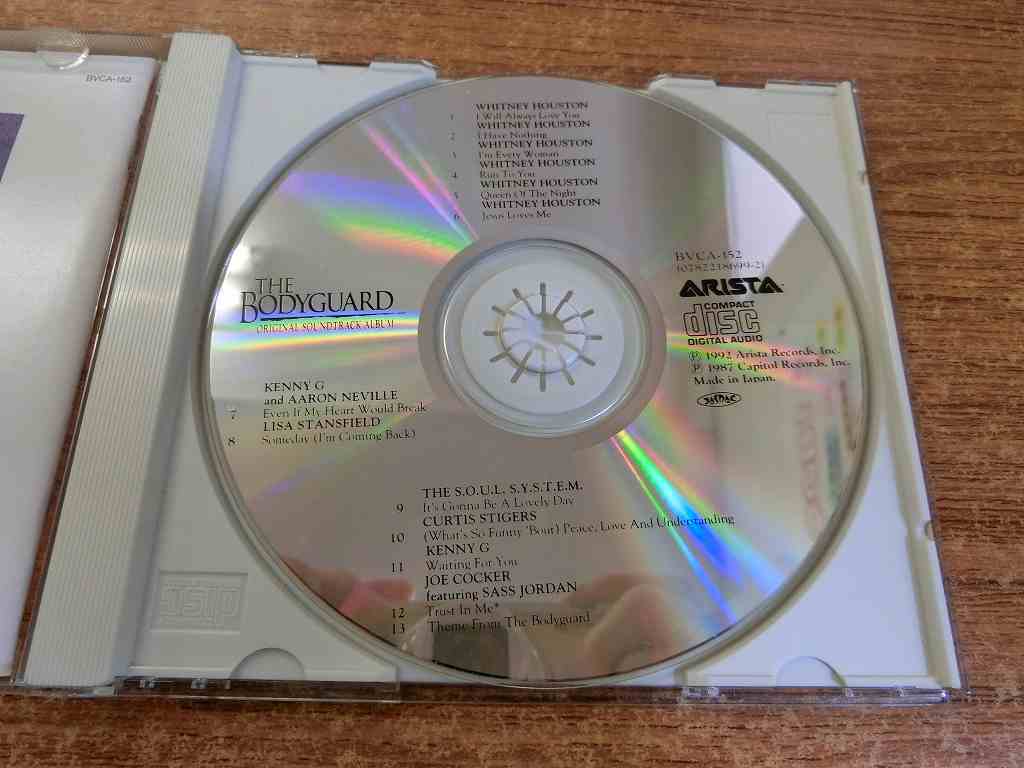 BVCA-152
WHITNEY HOUSTON
1 I Will Always Love You
WHITNEY HOUSTON
2 I Have Nothing
WHITNEY HOUSTON
3 I'm Every Woman
WHITNEY HOUSTON
4 Run To You
WHITNEY HOUSTON
5 Queen Of The Night
WHITNEY HOUSTON
6 Jesus Loves Me
THE
BODYGUARD
ORIGINAL SOUNDTRACK ALBUM
BVCA-152
(0782218699-2)
ARISTA
COMPACT
disc
DIGITAL AUDIO
℗ 1992 Arista Records, Inc.
℗ 1987 Capitol Records, Inc.
Made in Japan.
JASRAC
KENNY G
and AARON NEVILLE
7 Even If My Heart Would Break
LISA STANSFIELD
8 Someday (I'm Coming Back)
THE S.O.U.L. S.Y.S.T.E.M.
9 It's Gonna Be A Lovely Day
CURTIS STIGERS
10 (What's So Funny 'Bout) Peace, Love And Understanding
KENNY G
11 Waiting For You
JOE COCKER
featuring SASS JORDAN
12 Trust In Me*
13 Theme From The Bodyguard
disc